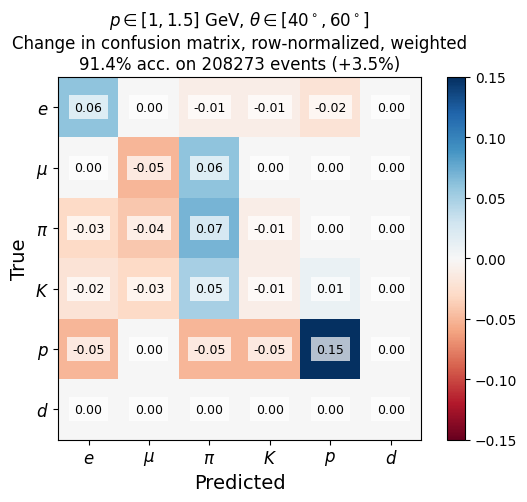 p ∈ [1, 1.5] GeV, θ ∈ [40°, 60°]
Change in confusion matrix, row-normalized, weighted
91.4% acc. on 208273 events (+3.5%)
e 0.06 0.00 -0.01 -0.01 -0.02 0.00
μ 0.00 -0.05 0.06 0.00 0.00 0.00
π -0.03 -0.04 0.07 -0.01 0.00 0.00
K -0.02 -0.03 0.05 -0.01 0.01 0.00
p -0.05 0.00 -0.05 -0.05 0.15 0.00
d 0.00 0.00 0.00 0.00 0.00 0.00
e μ π K p d
Predicted
True
0.15
0.10
0.05
0.00
−0.05
−0.10
−0.15